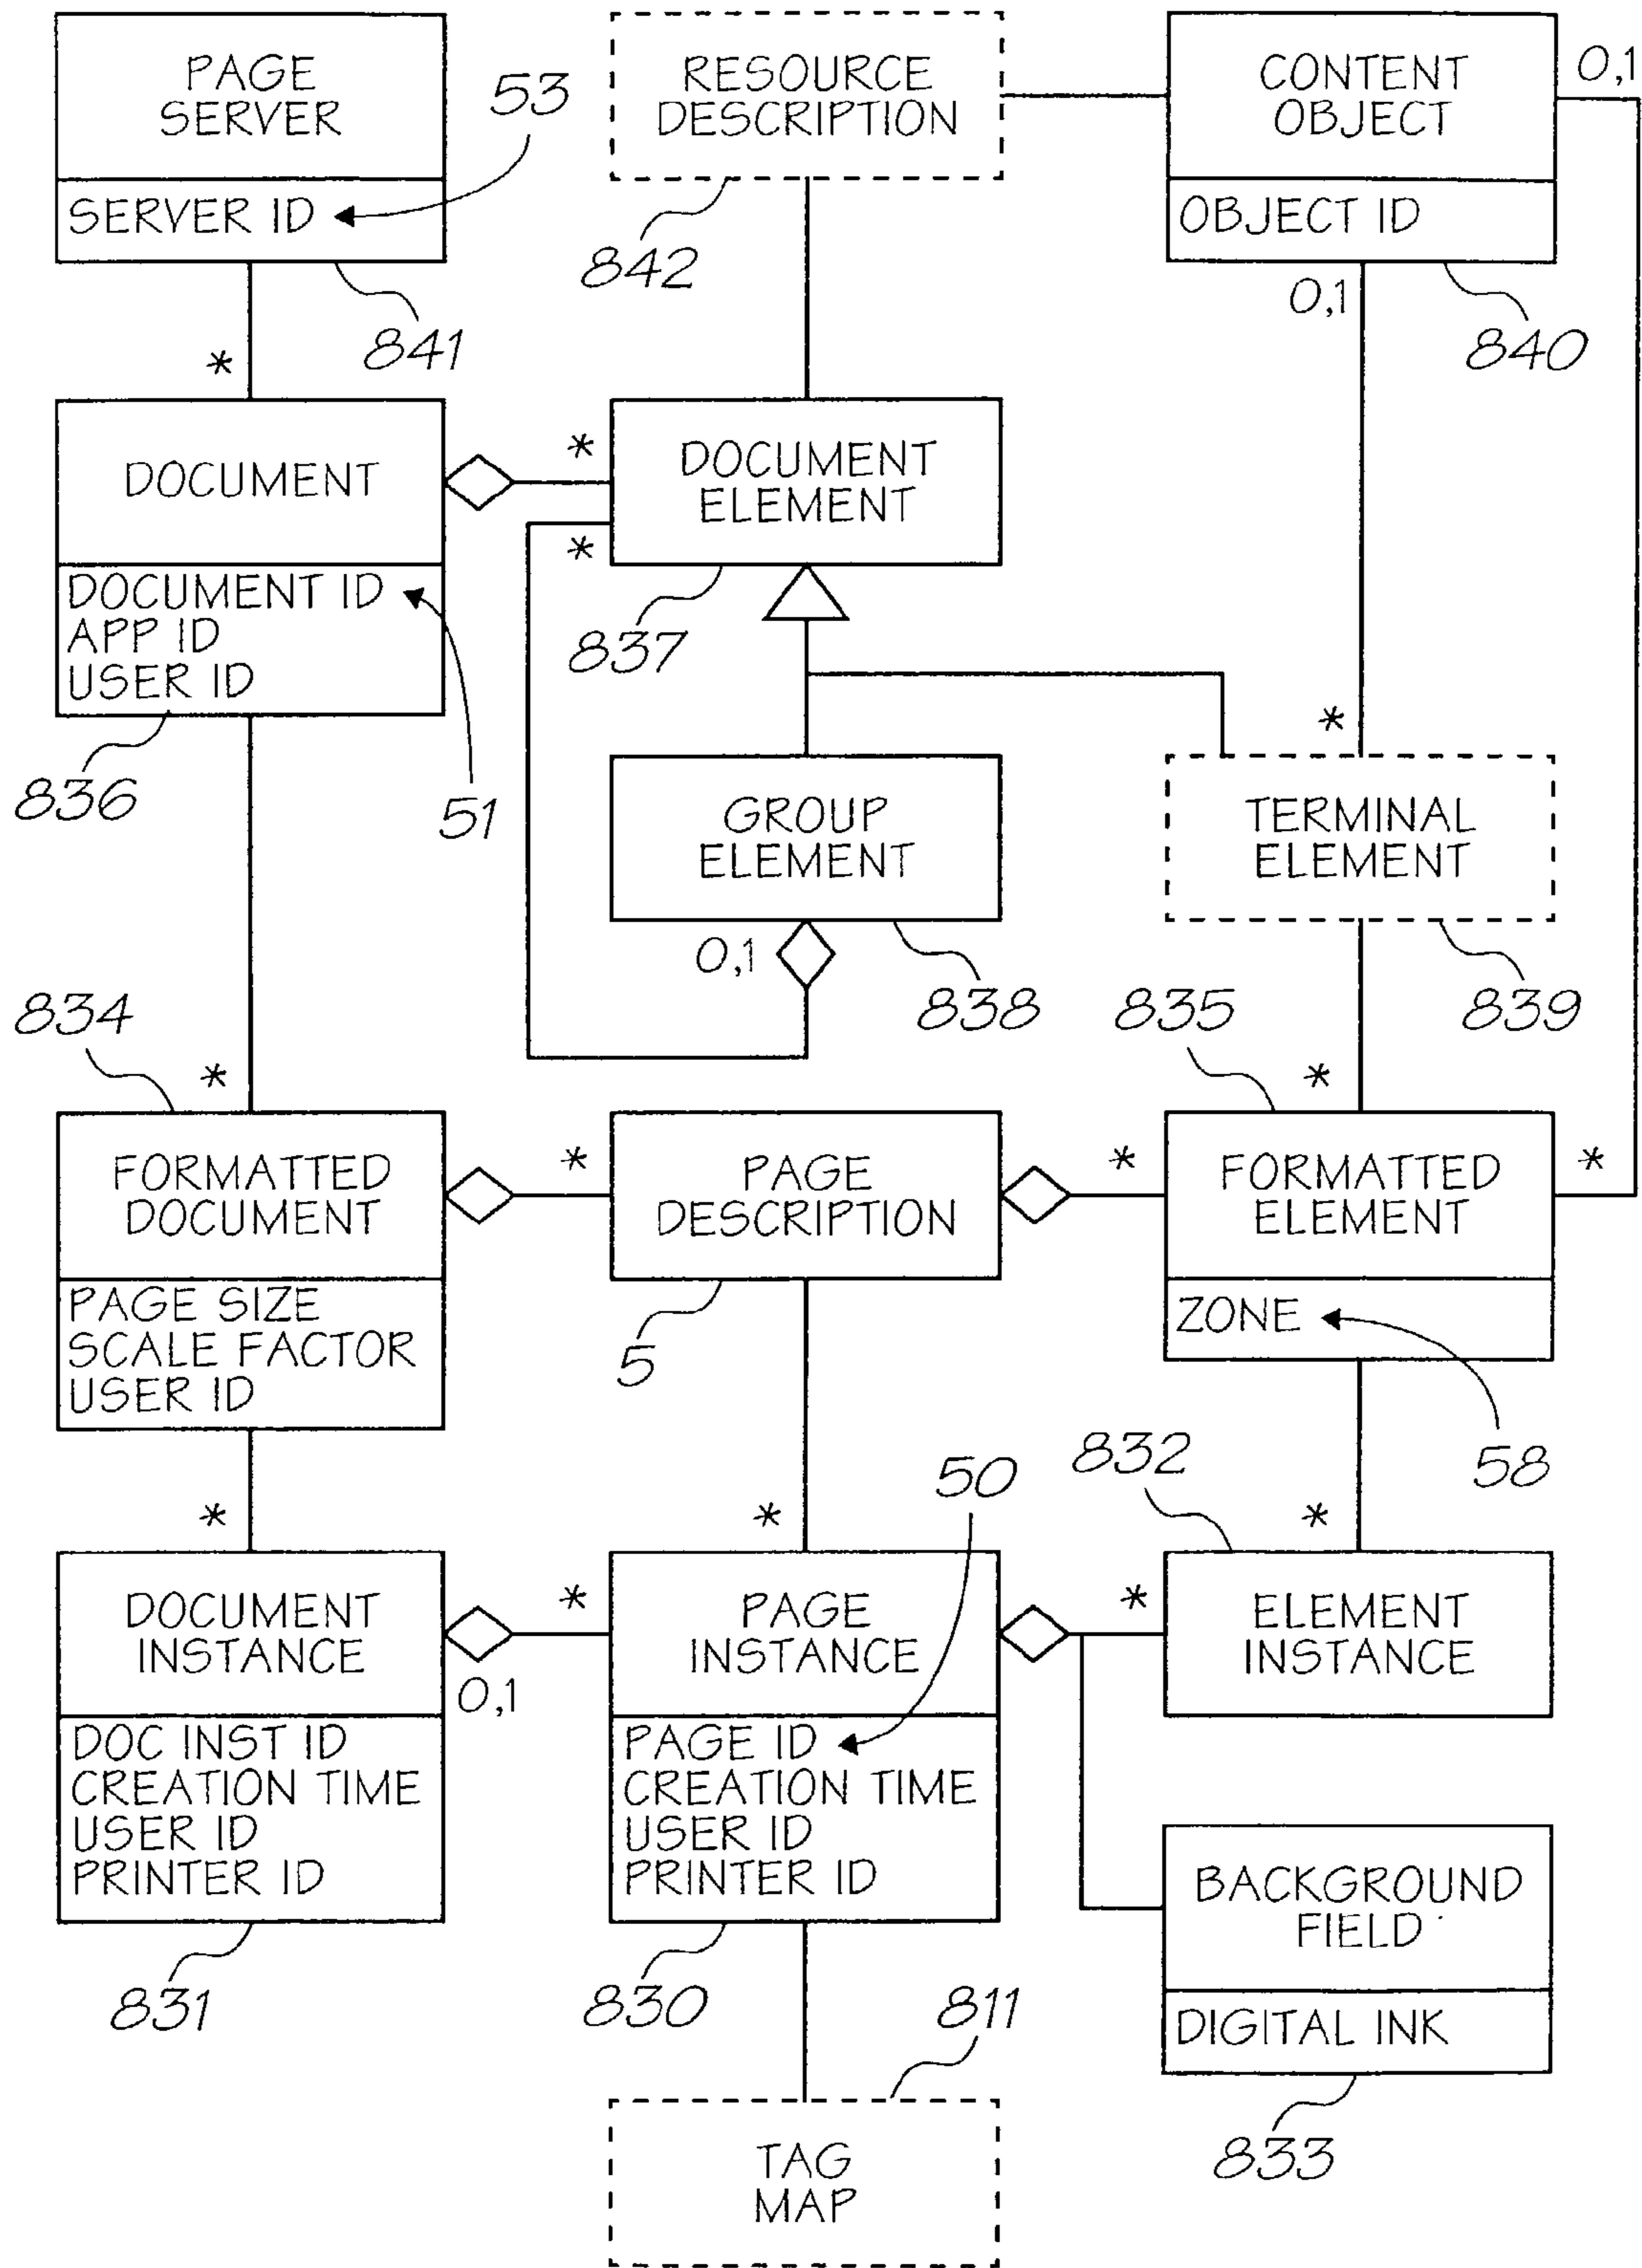 PAGE
SERVER
SERVER ID
53
841
*
RESOURCE
DESCRIPTION
842
CONTENT
OBJECT
OBJECT ID
0,1
0,1
840
DOCUMENT
DOCUMENT ID
APP ID
USER ID
836
51
*
*
DOCUMENT
ELEMENT
837
GROUP
ELEMENT
0,1
838
*
TERMINAL
ELEMENT
839
834
*
FORMATTED
DOCUMENT
PAGE SIZE
SCALE FACTOR
USER ID
*
PAGE
DESCRIPTION
5
835
*
*
*
FORMATTED
ELEMENT
ZONE
58
*
DOCUMENT
INSTANCE
DOC INST ID
CREATION TIME
USER ID
PRINTER ID
831
0,1
*
*
50
PAGE
INSTANCE
PAGE ID
CREATION TIME
USER ID
PRINTER ID
830
832
*
*
ELEMENT
INSTANCE
BACKGROUND
FIELD
DIGITAL INK
833
811
TAG
MAP